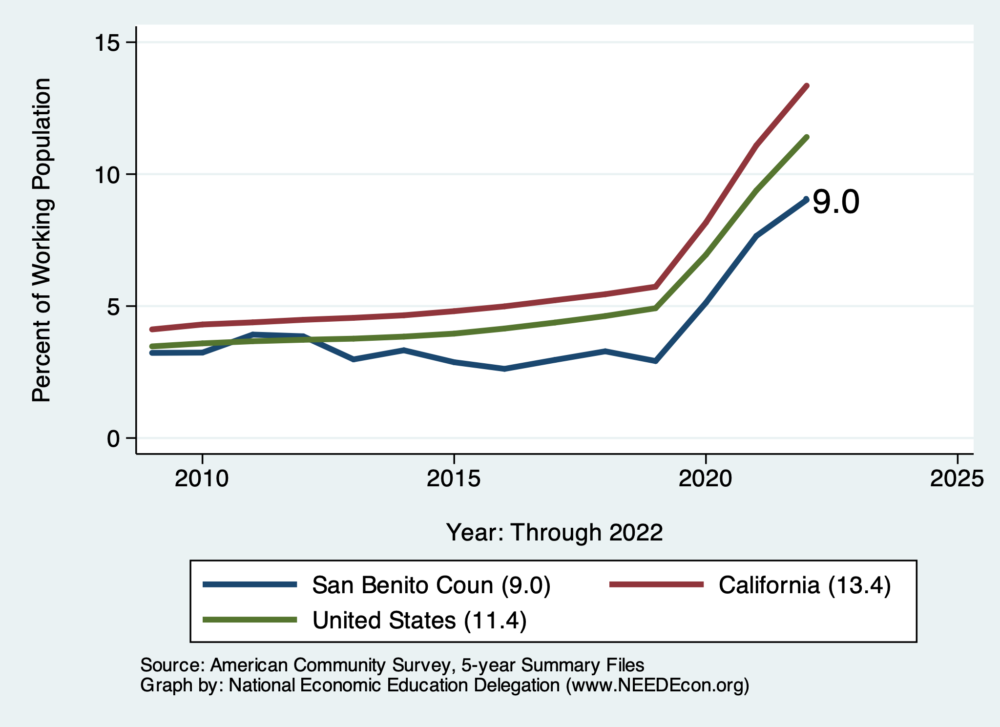 15
10
5
0
Percent of Working Population
2010
2015
2020
2025
9.0
Year: Through 2022
San Benito Coun (9.0)
California (13.4)
United States (11.4)
Source: American Community Survey, 5-year Summary Files
Graph by: National Economic Education Delegation (www.NEEDEcon.org)